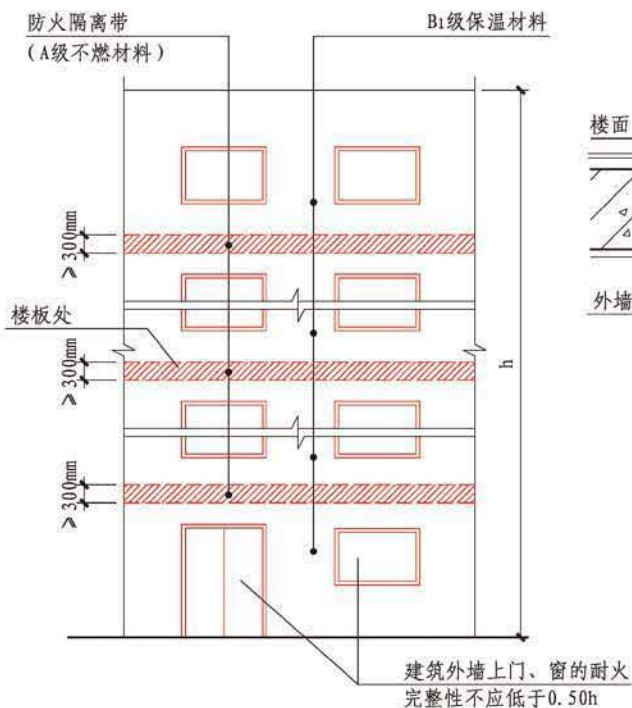 防火隔离带
(A级不燃材料)
B1级保温材料
楼面
≥300mm
外墙
楼板处
≥300mm
h
≥300mm
建筑外墙上门、窗的耐火
完整性不应低于0.50h